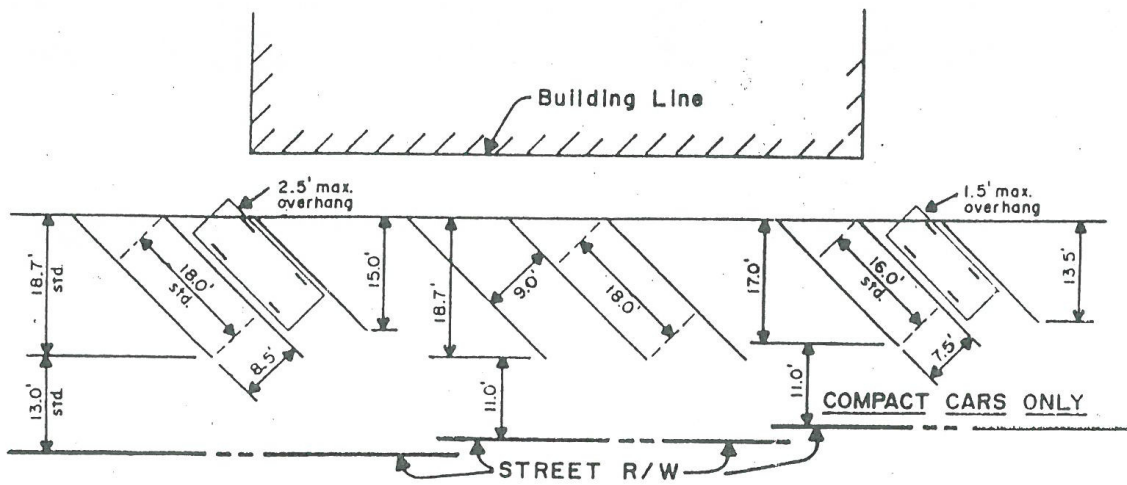 Building Line
2.5' max.
overhang
1.5' max.
overhang
18.7'
std.
18.0'
std.
15.0'
18.7'
9.0'
18.0'
17.0'
16.0'
std.
13.5'
8.5'
7.5'
13.0'
std.
11.0'
11.0'
COMPACT CARS ONLY
STREET R/W